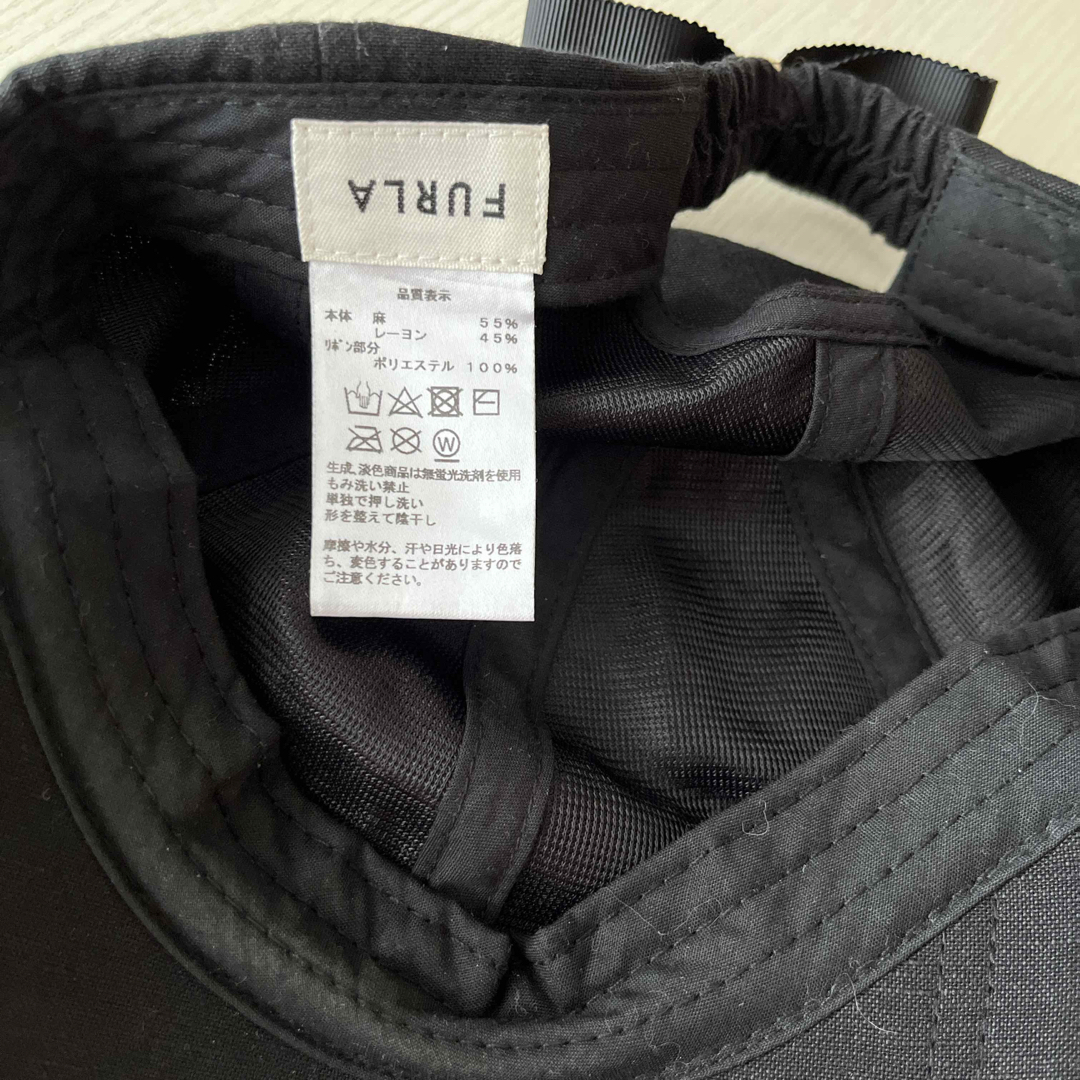 FURLA
品質表示
本体 麻 55%
レーヨン 45%
ﾘﾎﾞﾝ部分
ポリエステル 100%
W
生成、淡色商品は無蛍光洗剤を使用
もみ洗い禁止
単独で押し洗い
形を整えて陰干し
摩擦や水分、汗や日光により色落
ち、変色することがありますので
ご注意ください。